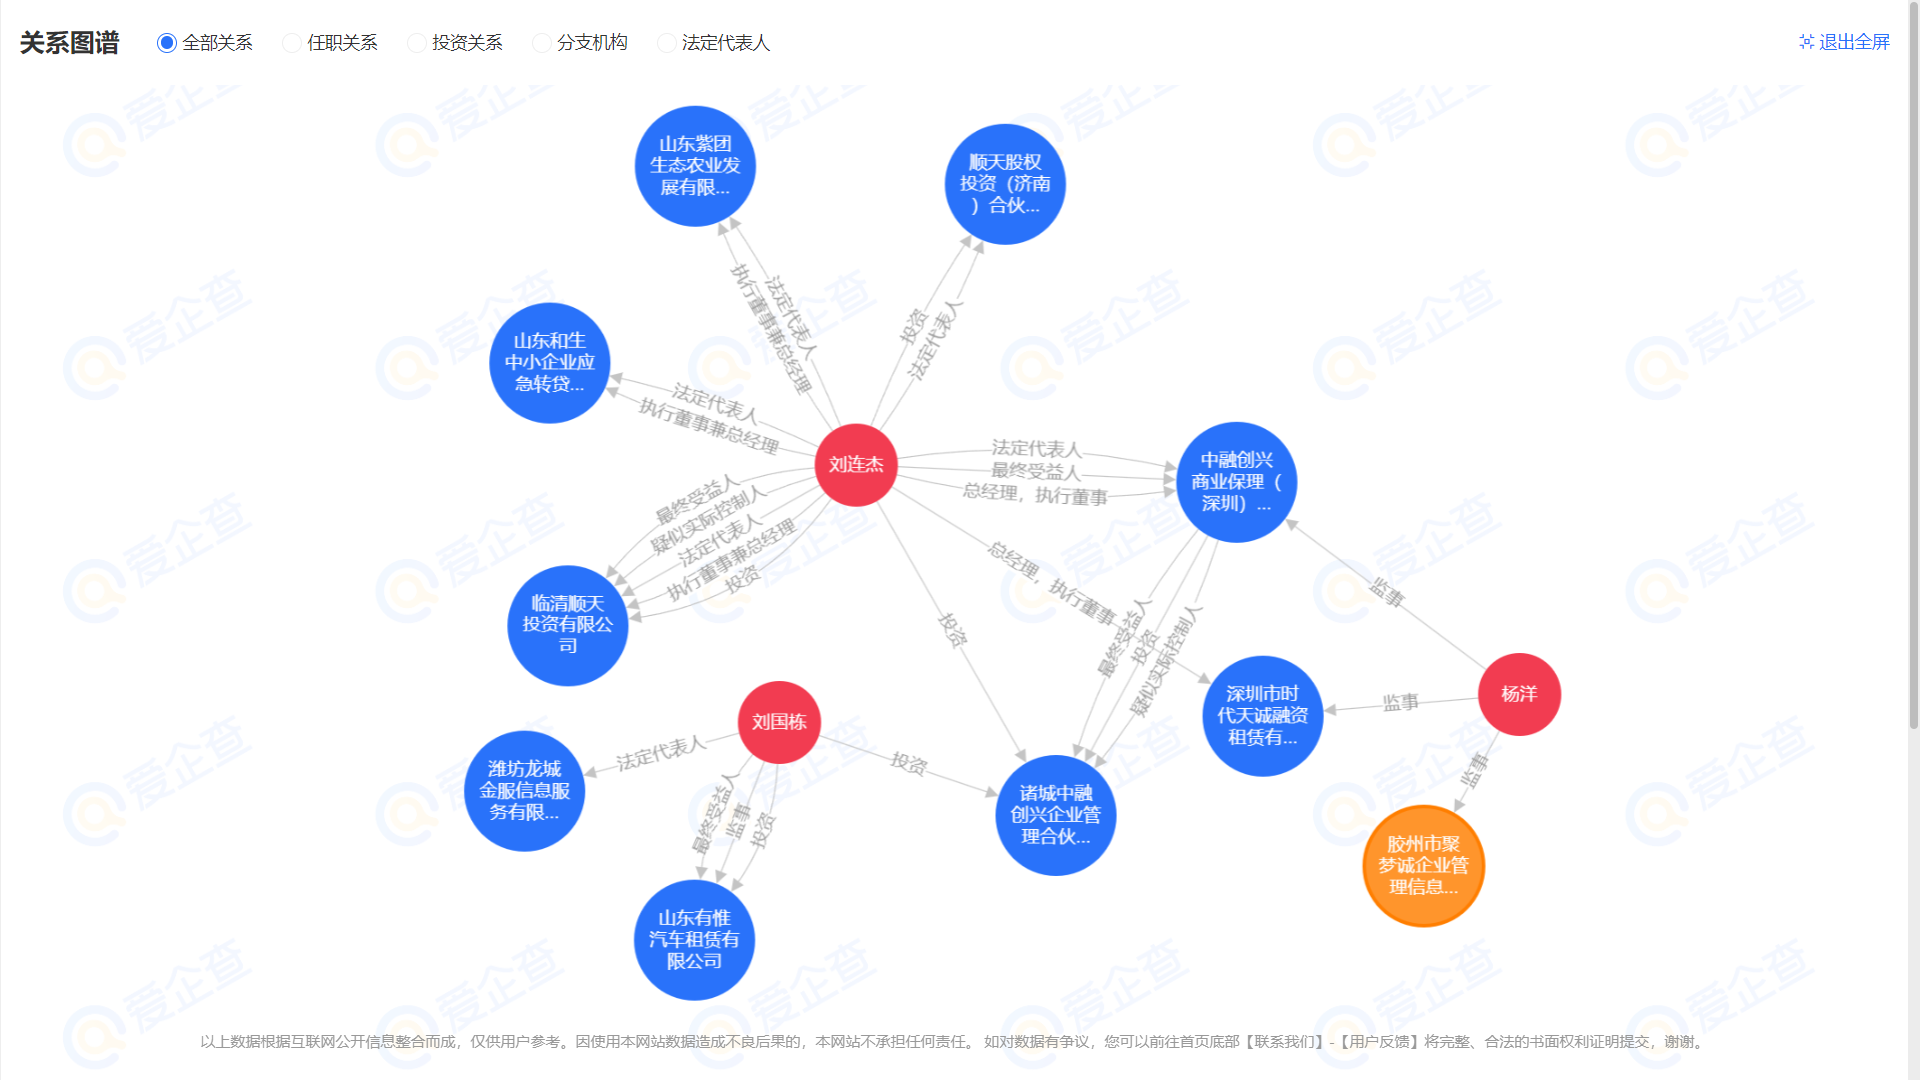 关系图谱
全部关系
任职关系
投资关系
分支机构
法定代表人
退出全屏
山东紫团
生态农业发
展有限...
顺天股权
投资（济南
）合伙...
法定代表人
执行董事兼总经理
投资
法定代表人
山东和生
中小企业应
急转贷...
法定代表人
执行董事兼总经理
刘连杰
法定代表人
最终受益人
总经理，执行董事
中融创兴
商业保理（
深圳）...
最终受益人
疑似实际控制人
法定代表人
执行董事兼总经理
投资
临清顺天
投资有限公
司
投资
总经理，执行董事
最终受益人
投资
疑似实际控制人
监事
深圳市时
代天诚融资
租赁有...
监事
杨洋
监事
刘国栋
法定代表人
投资
潍坊龙城
金服信息服
务有限...
最终受益人
监事
投资
诸城中融
创兴企业管
理合伙...
胶州市聚
梦诚企业管
理信息...
山东有惟
汽车租赁有
限公司
爱企查
以上数据根据互联网公开信息整合而成，仅供用户参考。因使用本网站数据造成不良后果的，本网站不承担任何责任。 如对数据有争议，您可以前往首页底部【联系我们】-【用户反馈】将完整、合法的书面权利证明提交，谢谢。